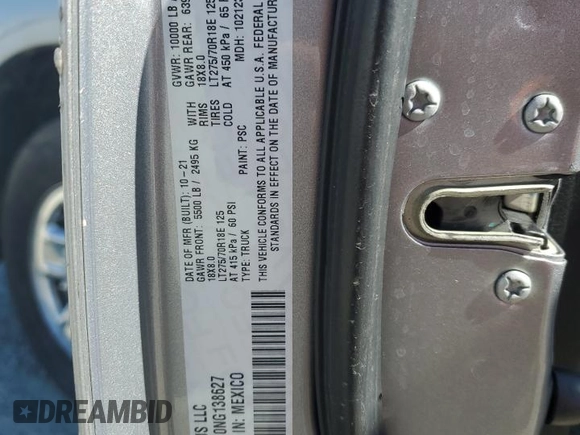 DATE OF MFR (BUILT): 10-21 GVWR: 10000 LB
GAWR FRONT: 5500 LB / 2495 KG WITH GAWR REAR:
18X8.0 RIMS 18X8.0
LT275/70R18E 125 TIRES LT275/70R18E
AT 415 kPa / 60 PSI COLD AT 450 kPa / 65
TYPE: TRUCK PAINT: PSC MDH:
THIS VEHICLE CONFORMS TO ALL APPLICABLE U.S.A. FEDERAL
STANDARDS IN EFFECT ON THE DATE OF MANUFACTURE
LLC
0NG138627
IN: MEXICO
DREAMBID